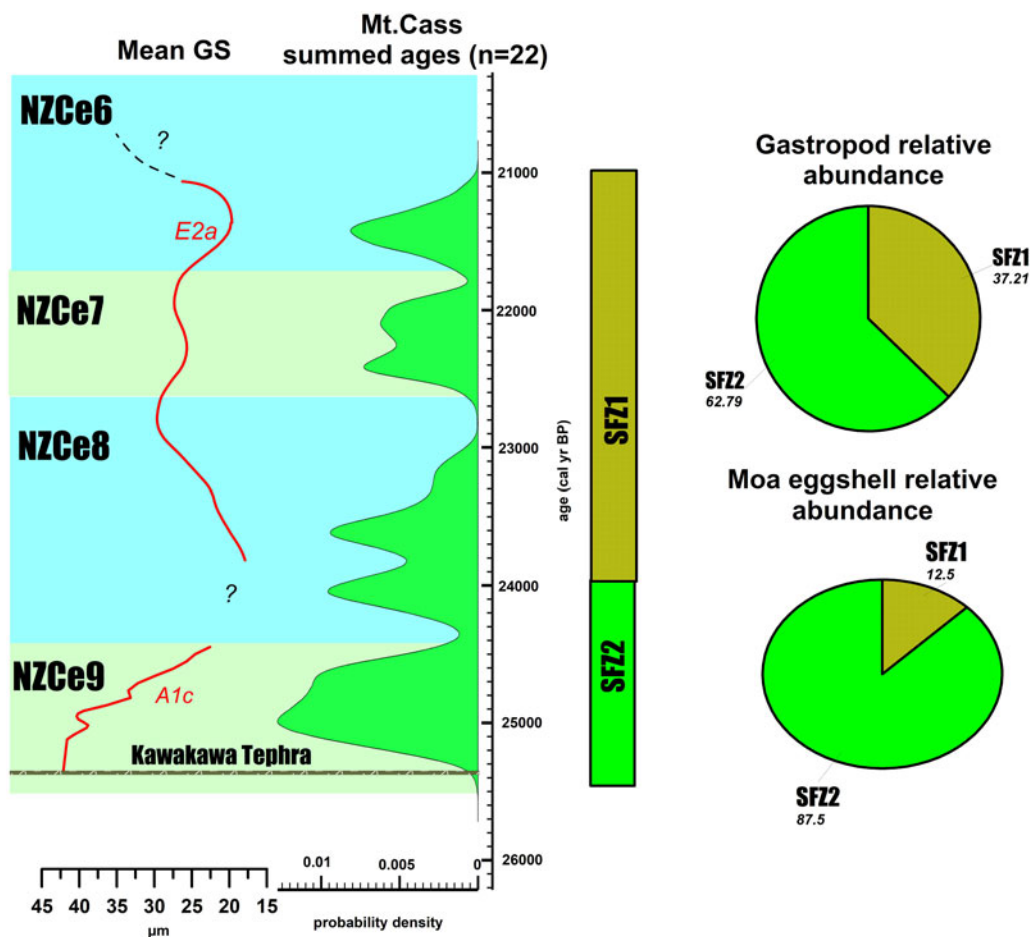 Mean GS
Mt.Cass
summed ages (n=22)
NZCe6
?
E2a
NZCe7
NZCe8
?
NZCe9
A1c
Kawakawa Tephra
21000
22000
23000
24000
25000
26000
age (cal yr BP)
45 40 35 30 25 20 15
µm
0.01 0.005 0
probability density
SFZ1
SFZ2
Gastropod relative
abundance
SFZ1
37.21
SFZ2
62.79
Moa eggshell relative
abundance
SFZ1
12.5
SFZ2
87.5